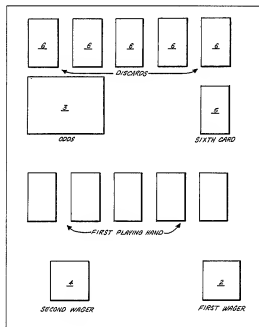 6 6 6 6 6
DISCARDS
3 5
ODDS SIXTH CARD
FIRST PLAYING HAND
4 2
SECOND WAGER FIRST WAGER